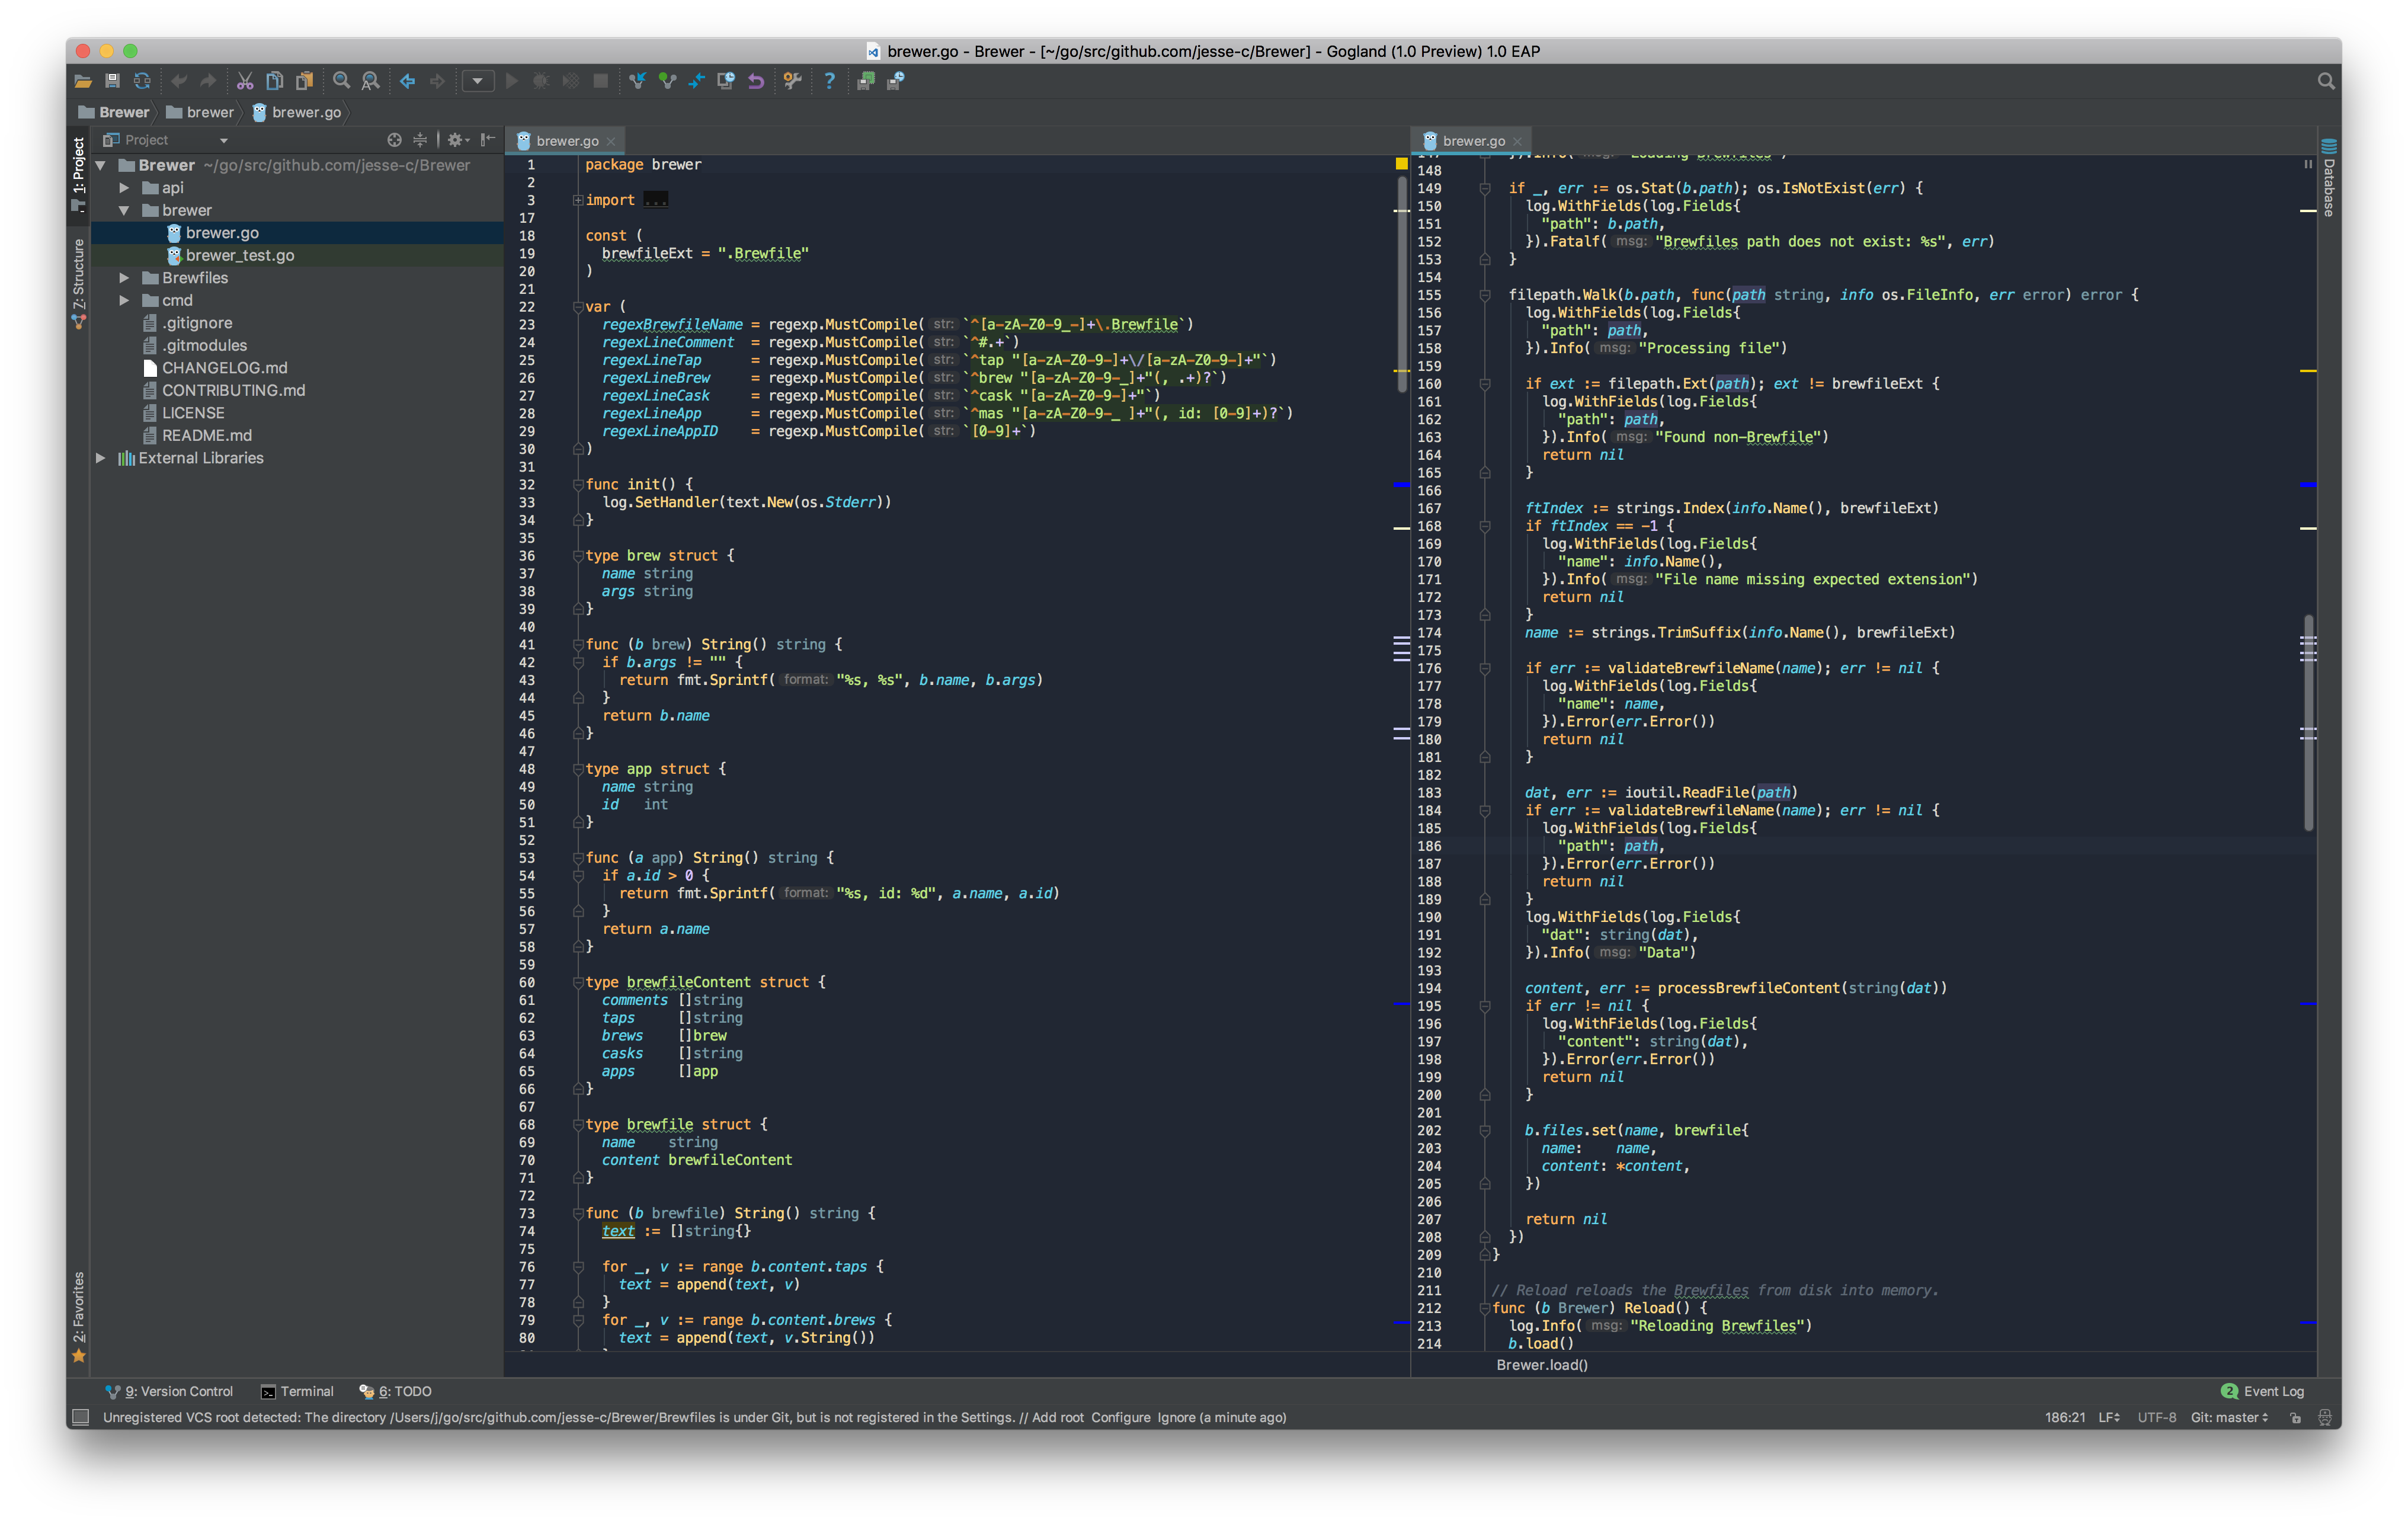 brewer.go - Brewer - [~/go/src/github.com/jesse-c/Brewer] - Gogland (1.0 Preview) 1.0 EAP
Brewer brewer brewer.go
1: Project
7: Structure
2: Favorites
Project
Brewer ~/go/src/github.com/jesse-c/Brewer
api
brewer
brewer.go
brewer_test.go
Brewfiles
cmd
.gitignore
.gitmodules
CHANGELOG.md
CONTRIBUTING.md
LICENSE
README.md
External Libraries
brewer.go
1 package brewer
2
3 import ...
17
18 const (
19   brewfileExt = ".Brewfile"
20 )
21
22 var (
23   regexBrewfileName = regexp.MustCompile( str: `^[a-zA-Z0-9_-]+\.Brewfile`)
24   regexLineComment  = regexp.MustCompile( str: `^#.+`)
25   regexLineTap      = regexp.MustCompile( str: `^tap "[a-zA-Z0-9-]+\/[a-zA-Z0-9-]+"`)
26   regexLineBrew     = regexp.MustCompile( str: `^brew "[a-zA-Z0-9-_]+"(, .+)?`)
27   regexLineCask     = regexp.MustCompile( str: `^cask "[a-zA-Z0-9-]+"`)
28   regexLineApp      = regexp.MustCompile( str: `^mas "[a-zA-Z0-9-_ ]+"(, id: [0-9]+)?`)
29   regexLineAppID    = regexp.MustCompile( str: `[0-9]+`)
30 )
31
32 func init() {
33   log.SetHandler(text.New(os.Stderr))
34 }
35
36 type brew struct {
37   name string
38   args string
39 }
40
41 func (b brew) String() string {
42   if b.args != "" {
43     return fmt.Sprintf( format: "%s, %s", b.name, b.args)
44   }
45   return b.name
46 }
47
48 type app struct {
49   name string
50   id   int
51 }
52
53 func (a app) String() string {
54   if a.id > 0 {
55     return fmt.Sprintf( format: "%s, id: %d", a.name, a.id)
56   }
57   return a.name
58 }
59
60 type brewfileContent struct {
61   comments []string
62   taps     []string
63   brews    []brew
64   casks    []string
65   apps     []app
66 }
67
68 type brewfile struct {
69   name    string
70   content brewfileContent
71 }
72
73 func (b brewfile) String() string {
74   text := []string{}
75
76   for _, v := range b.content.taps {
77     text = append(text, v)
78   }
79   for _, v := range b.content.brews {
80     text = append(text, v.String())
brewer.go
148
149 if _, err := os.Stat(b.path); os.IsNotExist(err) {
150   log.WithFields(log.Fields{
151     "path": b.path,
152   }).Fatalf( msg: "Brewfiles path does not exist: %s", err)
153 }
154
155 filepath.Walk(b.path, func(path string, info os.FileInfo, err error) error {
156   log.WithFields(log.Fields{
157     "path": path,
158   }).Info( msg: "Processing file")
159
160   if ext := filepath.Ext(path); ext != brewfileExt {
161     log.WithFields(log.Fields{
162       "path": path,
163     }).Info( msg: "Found non-Brewfile")
164     return nil
165   }
166
167   ftIndex := strings.Index(info.Name(), brewfileExt)
168   if ftIndex == -1 {
169     log.WithFields(log.Fields{
170       "name": info.Name(),
171     }).Info( msg: "File name missing expected extension")
172     return nil
173   }
174   name := strings.TrimSuffix(info.Name(), brewfileExt)
175
176   if err := validateBrewfileName(name); err != nil {
177     log.WithFields(log.Fields{
178       "name": name,
179     }).Error(err.Error())
180     return nil
181   }
182
183   dat, err := ioutil.ReadFile(path)
184   if err := validateBrewfileName(name); err != nil {
185     log.WithFields(log.Fields{
186       "path": path,
187     }).Error(err.Error())
188     return nil
189   }
190   log.WithFields(log.Fields{
191     "dat": string(dat),
192   }).Info( msg: "Data")
193
194   content, err := processBrewfileContent(string(dat))
195   if err != nil {
196     log.WithFields(log.Fields{
197       "content": string(dat),
198     }).Error(err.Error())
199     return nil
200   }
201
202   b.files.set(name, brewfile{
203     name:    name,
204     content: *content,
205   })
206
207   return nil
208 })
209 }
210
211 // Reload reloads the Brewfiles from disk into memory.
212 func (b Brewer) Reload() {
213   log.Info( msg: "Reloading Brewfiles")
214   b.load()
Brewer.load()
Database
9: Version Control Terminal 6: TODO 2 Event Log
Unregistered VCS root detected: The directory /Users/j/go/src/github.com/jesse-c/Brewer/Brewfiles is under Git, but is not registered in the Settings. // Add root Configure Ignore (a minute ago) 186:21 LF UTF-8 Git: master